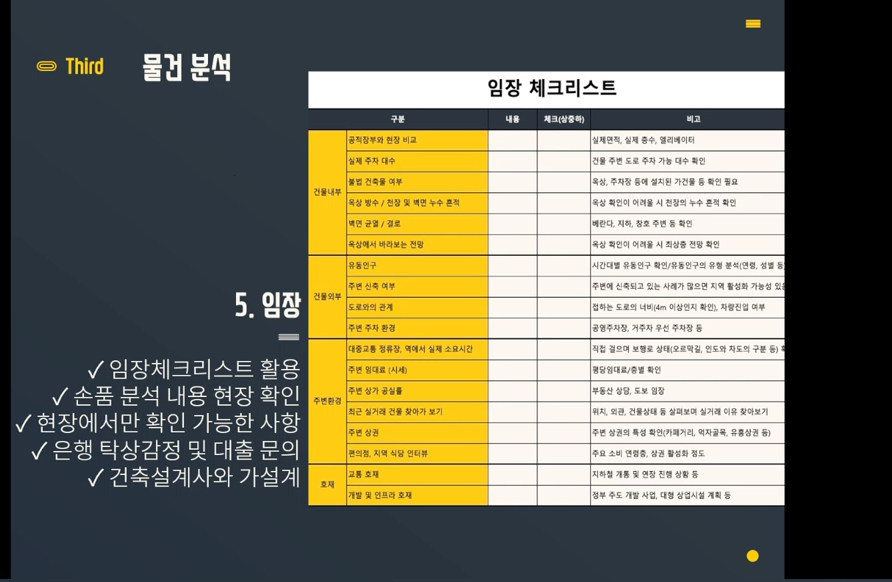 Third
물건 분석
5. 임장
✓ 임장체크리스트 활용
✓ 손품 분석 내용 현장 확인
✓ 현장에서만 확인 가능한 사항
✓ 은행 탁상감정 및 대출 문의
✓ 건축설계사와 가설계
임장 체크리스트
구분 내용 체크(상중하) 비고
건물내부
공적장부와 현장 비교 실제면적, 실제 층수, 엘리베이터
실제 주차 대수 건물 주변 도로 주차 가능 대수 확인
불법 건축물 여부 옥상, 주차장 등에 설치된 가건물 등 확인 필요
옥상 방수 / 천장 및 벽면 누수 흔적 옥상 확인이 어려울 시 천장의 누수 흔적 확인
벽면 균열 / 결로 베란다, 지하, 창호 주변 등 확인
옥상에서 바라보는 전망 옥상 확인이 어려울 시 최상층 전망 확인
건물외부
유동인구 시간대별 유동인구 확인/유동인구의 유형 분석(연령, 성별 등)
주변 신축 여부 주변에 신축되고 있는 사례가 많으면 지역 활성화 가능성
도로와의 관계 접하는 도로의 너비(4m 이상인지 확인), 차량진입 여부
주변 주차 환경 공영주차장, 거주자 우선 주차장 등
주변환경
대중교통 정류장, 역에서 실제 소요시간 직접 걸으며 보행로 상태(오르막길, 인도와 차도의 구분 등)
주변 임대료 (시세) 평당임대료/층별 확인
주변 상가 공실률 부동산 상담, 도보 임장
최근 실거래 건물 찾아가 보기 위치, 외관, 건물상태 등 살펴보며 실거래 이유 찾아보기
주변 상권 주변 상권의 특성 확인(카페거리, 먹자골목, 유흥상권 등)
편의점, 지역 식당 인터뷰 주요 소비 연령층, 상권 활성화 정도
호재
교통 호재 지하철 개통 및 연장 진행 상황 등
개발 및 인프라 호재 정부 주도 개발 사업, 대형 상업시설 계획 등